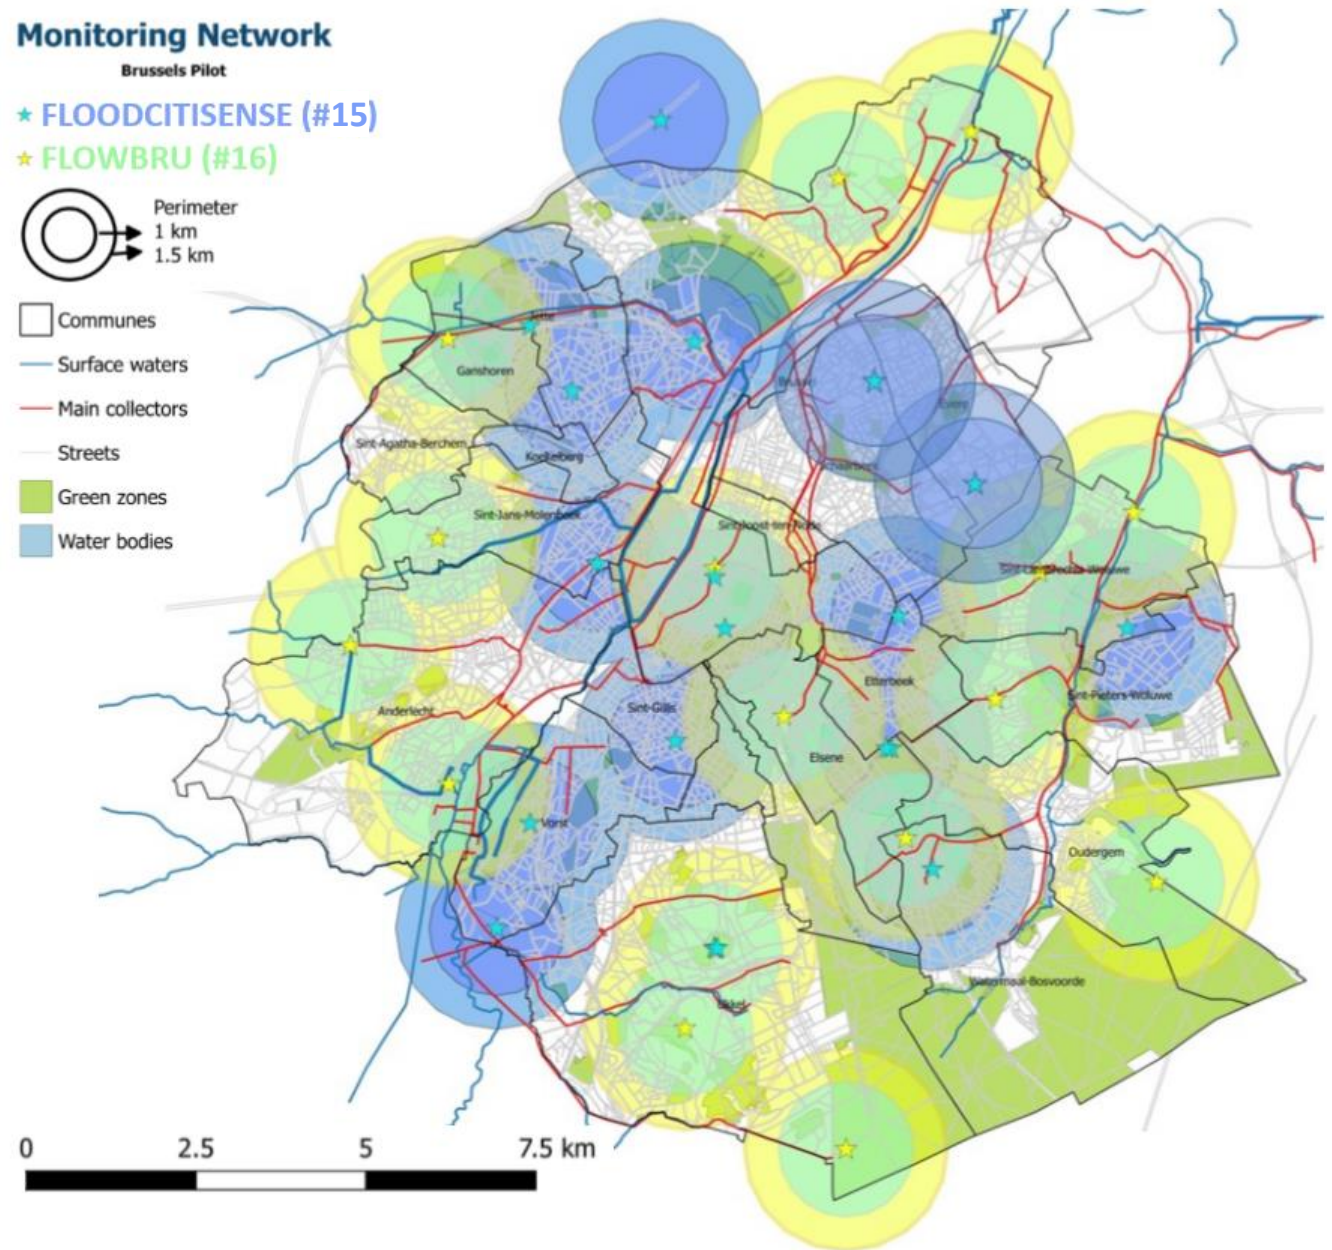 Monitoring Network
Brussels Pilot
FLOODCITISENSE (#15)
FLOWBRU (#16)
Perimeter
1 km
1.5 km
Communes
Surface waters
Main collectors
Streets
Green zones
Water bodies
Jette
Ganshoren
Evere
Sint-Agatha-Berchem
Koekelberg
Schaarbeek
Sint-Jans-Molenbeek
Sint-Joost-ten-Node
Etterbeek
Sint-Pieters-Woluwe
Sint-Gillis
Anderlecht
Elsene
Vorst
Oudergem
Watermaal-Bosvoorde
Ukkel
0 2.5 5 7.5 km